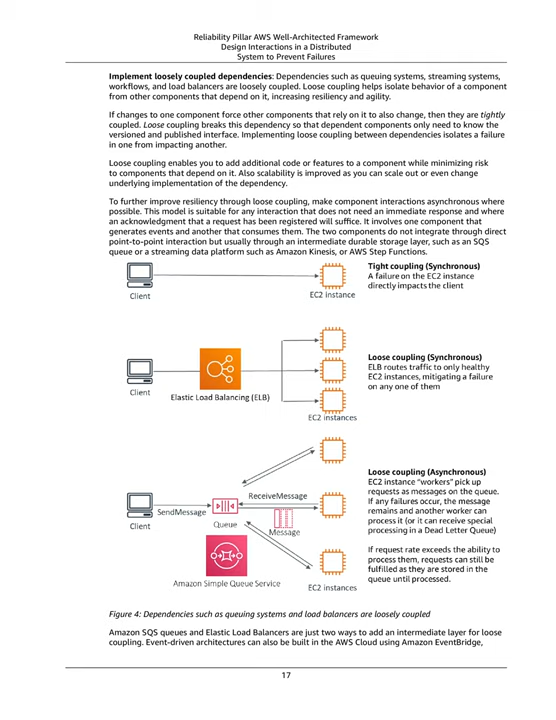 Reliability Pillar AWS Well-Architected Framework
Design Interactions in a Distributed
System to Prevent Failures
Implement loosely coupled dependencies: Dependencies such as queuing systems, streaming systems,
workflows, and load balancers are loosely coupled. Loose coupling helps isolate behavior of a component
from other components that depend on it, increasing resiliency and agility.
If changes to one component force other components that rely on it to also change, then they are tightly
coupled. Loose coupling breaks this dependency so that dependent components only need to know the
versioned and published interface. Implementing loose coupling between dependencies isolates a failure
in one from impacting another.
Loose coupling enables you to add additional code or features to a component while minimizing risk
to components that depend on it. Also scalability is improved as you can scale out or even change
underlying implementation of the dependency.
To further improve resiliency through loose coupling, make component interactions asynchronous where
possible. This model is suitable for any interaction that does not need an immediate response and where
an acknowledgment that a request has been registered will suffice. It involves one component that
generates events and another that consumes them. The two components do not integrate through direct
point-to-point interaction but usually through an intermediate durable storage layer, such as an SQS
queue or a streaming data platform such as Amazon Kinesis, or AWS Step Functions.
Client
EC2 instance
Tight coupling (Synchronous)
A failure on the EC2 instance
directly impacts the client
Client
Elastic Load Balancing (ELB)
EC2 instances
Loose coupling (Synchronous)
ELB routes traffic to only healthy
EC2 instances, mitigating a failure
on any one of them
Client
SendMessage
Queue
ReceiveMessage
Message
Amazon Simple Queue Service
EC2 instances
Loose coupling (Asynchronous)
EC2 instance “workers” pick up
requests as messages on the queue.
If any failures occur, the message
remains and another worker can
process it (or it can receive special
processing in a Dead Letter Queue)
If request rate exceeds the ability to
process them, requests can still be
fulfilled as they are stored in the
queue until processed.
Figure 4: Dependencies such as queuing systems and load balancers are loosely coupled
Amazon SQS queues and Elastic Load Balancers are just two ways to add an intermediate layer for loose
coupling. Event-driven architectures can also be built in the AWS Cloud using Amazon EventBridge,
17